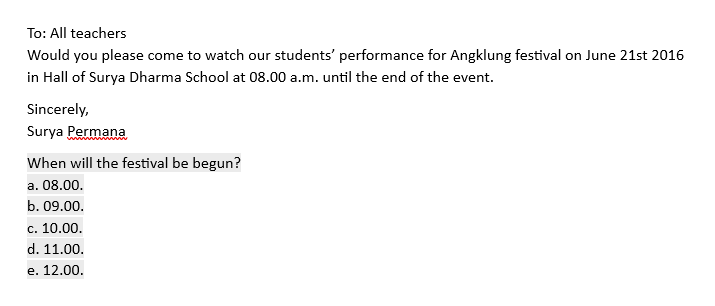 To: All teachers
Would you please come to watch our students’ performance for Angklung festival on June 21st 2016
in Hall of Surya Dharma School at 08.00 a.m. until the end of the event.
Sincerely,
Surya Permana
When will the festival be begun?
a. 08.00.
b. 09.00.
c. 10.00.
d. 11.00.
e. 12.00.